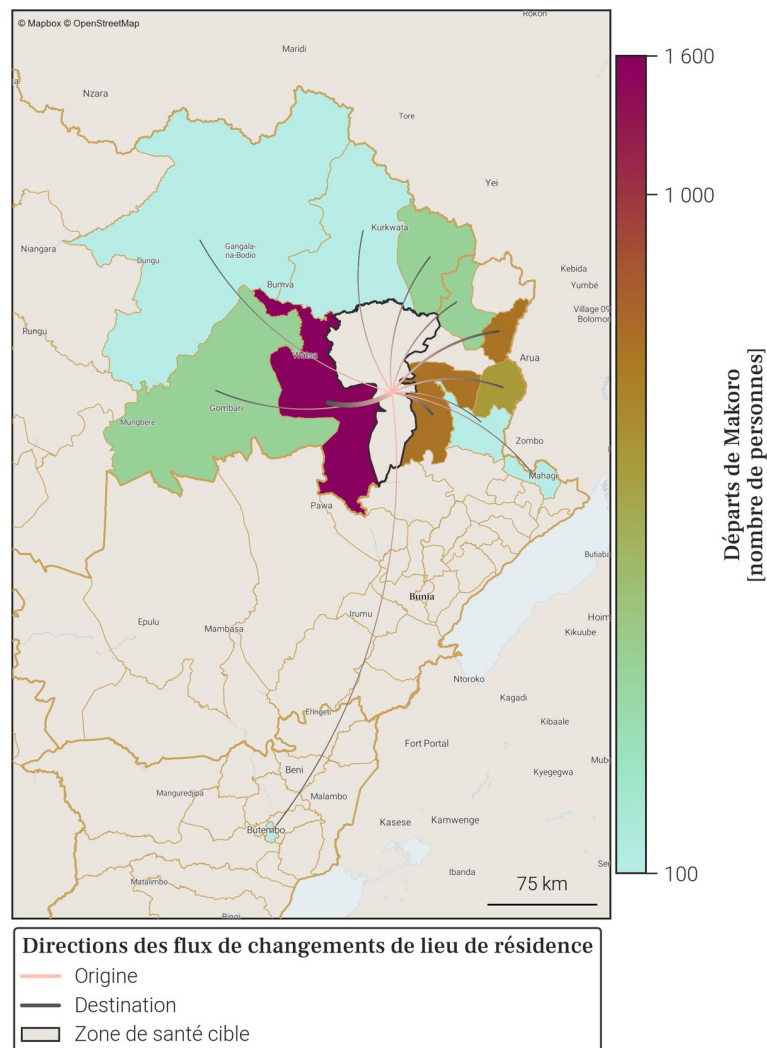 © Mapbox © OpenStreetMap
Rokon
Maridi
Nzara
Tore
Yei
Kurkwata
Niangara
Gangala-
na-Bodio
Dungu
Kebida
Bumva
Yumbé
Village 09
Bolomor
Rungu
Watsa
Arua
Gombari
Mungbere
Zombo
Mahagi
Pawa
Butiaba
Bunia
Irumu
Epulu
Mambasa
Hoim
Kikuube
Ntoroko
Kagadi
Eringeti
Kibaale
Fort Portal
Mube
Beni
Kyegegwa
Manguredjipa
Malambo
Kasese
Kamwenge
Butembo
Ibanda
Matalimbo
75 km
1 600
1 000
100
Départs de Makoro
[nombre de personnes]
Directions des flux de changements de lieu de résidence
Origine
Destination
Zone de santé cible